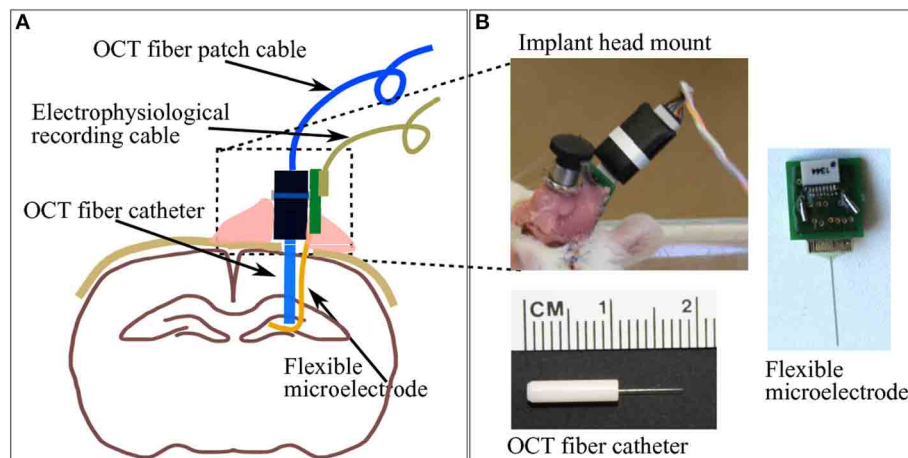 A
OCT fiber patch cable
Electrophysiological
recording cable
OCT fiber catheter
Flexible
microelectrode
B
Implant head mount
1344
CM 1 2
OCT fiber catheter
Flexible
microelectrode